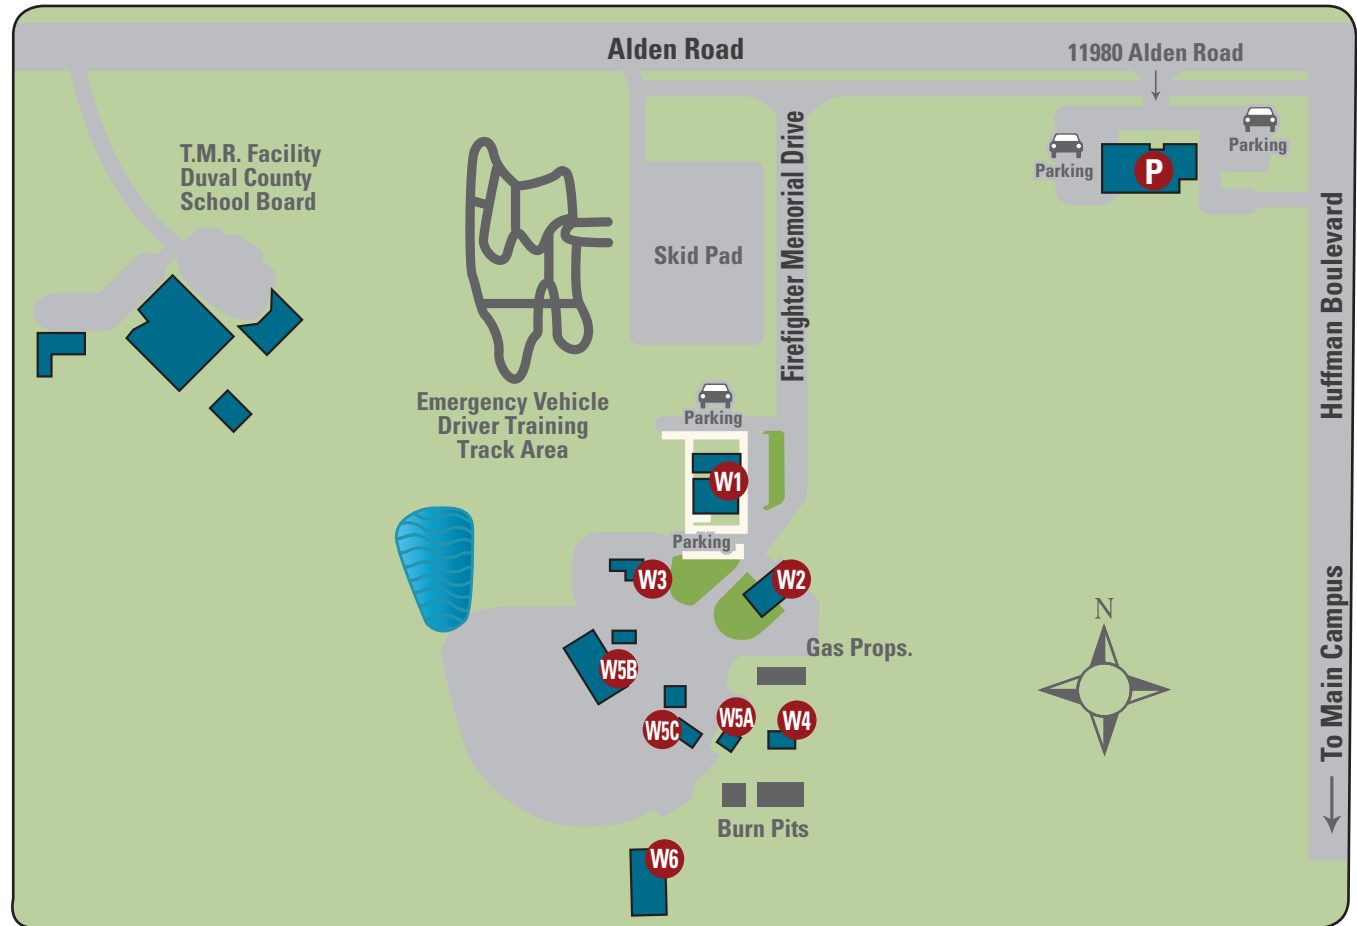 Alden Road
11980 Alden Road
Parking
Parking
P
T.M.R. Facility
Duval County
School Board
Skid Pad
Firefighter Memorial Drive
Huffman Boulevard
Emergency Vehicle
Driver Training
Track Area
Parking
W1
Parking
W3
W2
N
Gas Props.
W5B
W5C
W5A
W4
To Main Campus
Burn Pits
W6